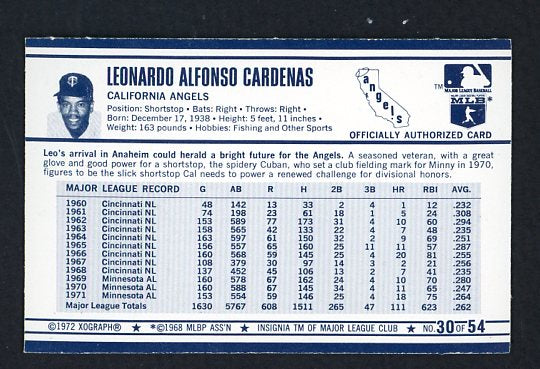 LEONARDO ALFONSO CARDENAS
CALIFORNIA ANGELS
Position: Shortstop • Bats: Right • Throws: Right •
Born: December 17, 1938 • Height: 5 feet, 11 inches •
Weight: 163 pounds • Hobbies: Fishing and Other Sports
angels
TM
MAJOR LEAGUE BASEBALL
MLB*
OFFICIALLY AUTHORIZED CARD
Leo's arrival in Anaheim could herald a bright future for the Angels. A seasoned veteran, with a great
glove and good power for a shortstop, the spidery Cuban, who set a club fielding mark for Minny in 1970,
figures to be the slick shortstop Cal needs to power a renewed challenge for divisional honors.
MAJOR LEAGUE RECORD G AB R H 2B 3B HR RBI AVG.
1960 Cincinnati NL 48 142 13 33 2 4 1 12 .232
1961 Cincinnati NL 74 198 23 61 18 1 5 24 .308
1962 Cincinnati NL 153 589 77 173 31 4 10 60 .294
1963 Cincinnati NL 158 565 42 133 22 4 7 48 .235
1964 Cincinnati NL 163 597 61 150 32 2 9 69 .251
1965 Cincinnati NL 156 557 65 160 25 11 11 57 .287
1966 Cincinnati NL 160 568 59 145 25 4 20 81 .255
1967 Cincinnati NL 108 379 30 97 14 3 2 21 .256
1968 Cincinnati NL 137 452 45 106 13 2 7 41 .235
1969 Minnesota AL 160 578 67 162 24 4 10 70 .280
1970 Minnesota AL 160 588 67 145 34 4 11 65 .247
1971 Minnesota AL 153 554 59 146 25 4 18 75 .264
Major League Totals 1630 5767 608 1511 265 47 111 623 .262
©1972 XOGRAPH® ★ *©1968 MLBP ASS'N ★ INSIGNIA TM OF MAJOR LEAGUE CLUB ★ NO. 30 OF 54